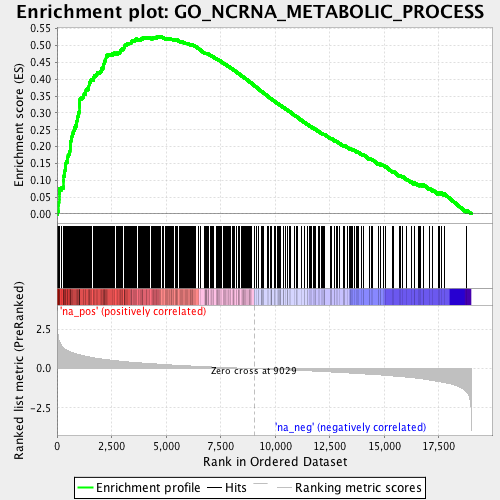 Enrichment plot: GO_NCRNA_METABOLIC_PROCESS
Enrichment score (ES)
0.55
0.50
0.45
0.40
0.35
0.30
0.25
0.20
0.15
0.10
0.05
0.00
'na_pos' (positively correlated)
Ranked list metric (PreRanked)
2.5
0.0
-2.5
Zero cross at 9029
'na_neg' (negatively correlated)
0 2,500 5,000 7,500 10,000 12,500 15,000 17,500
Rank in Ordered Dataset
Enrichment profile Hits Ranking metric scores